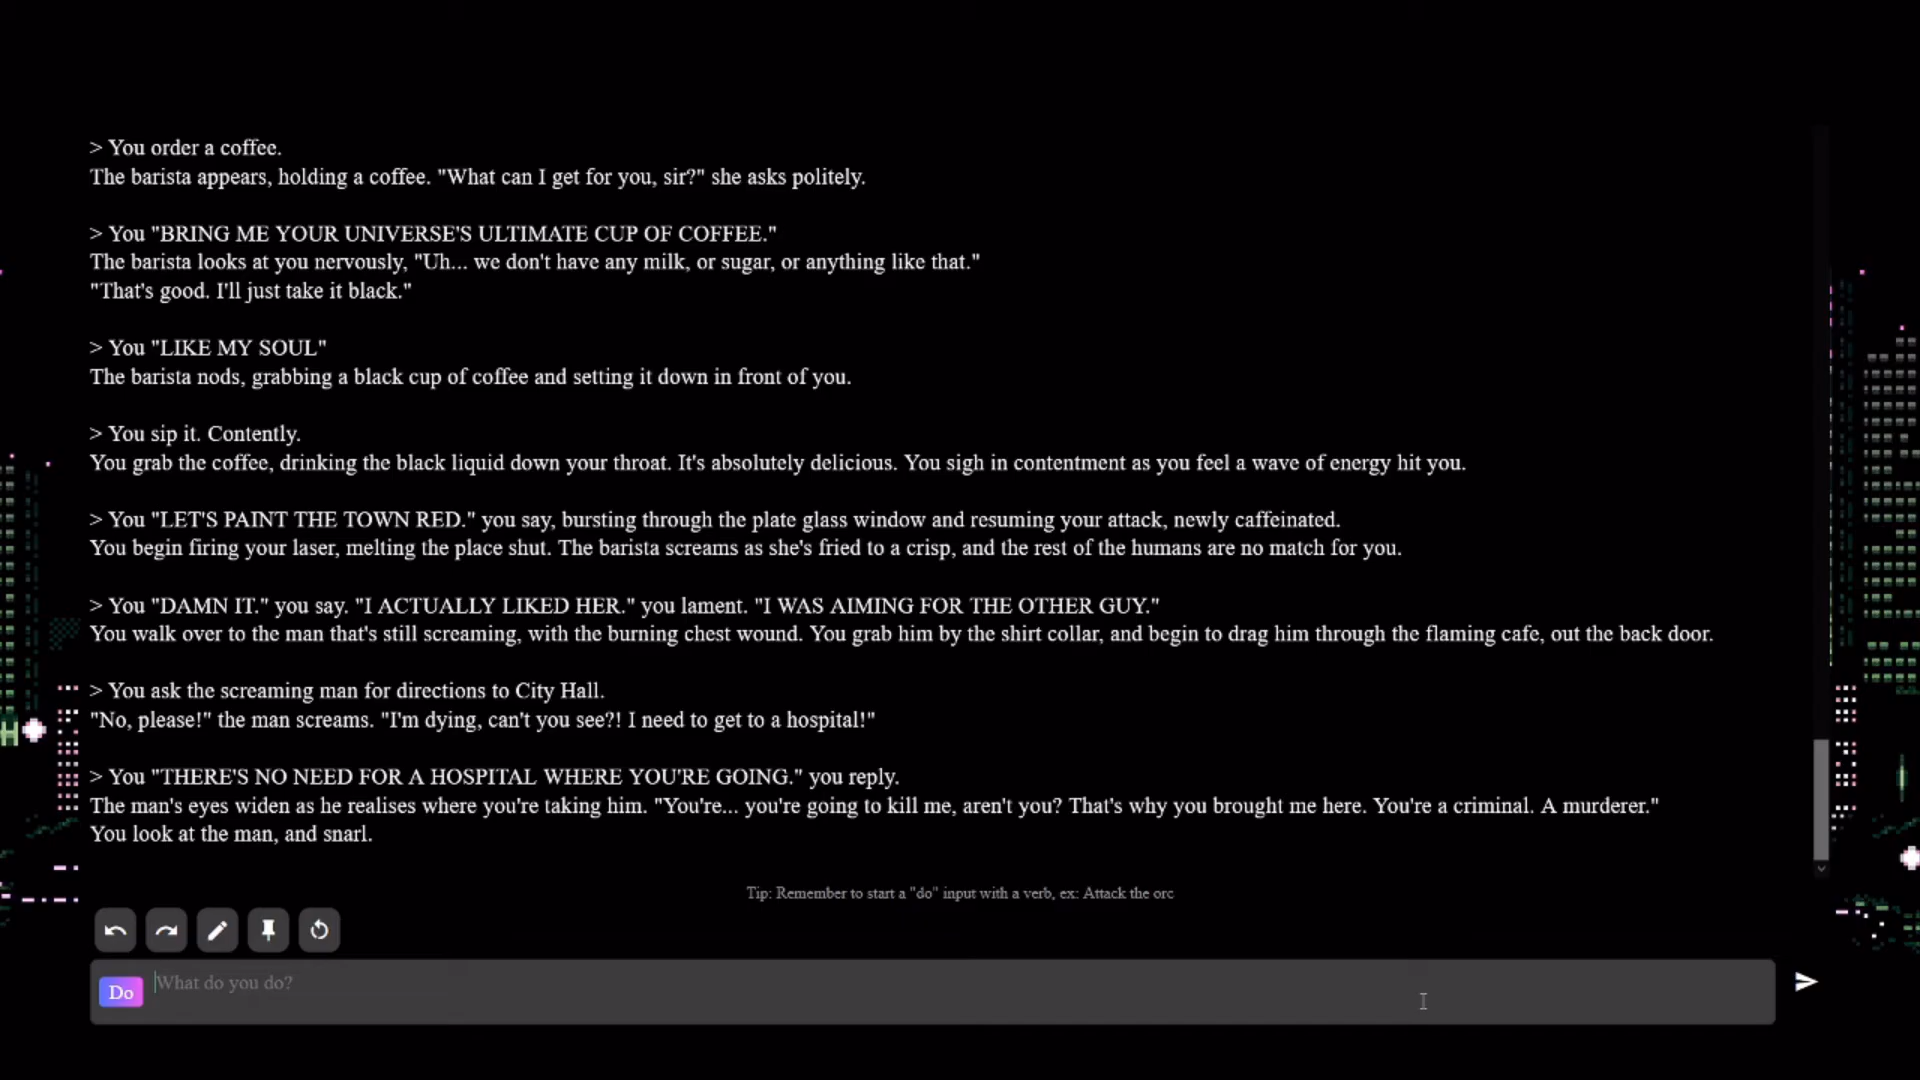 > You order a coffee.
The barista appears, holding a coffee. "What can I get for you, sir?" she asks politely.
> You "BRING ME YOUR UNIVERSE'S ULTIMATE CUP OF COFFEE."
The barista looks at you nervously, "Uh... we don't have any milk, or sugar, or anything like that."
"That's good. I'll just take it black."
> You "LIKE MY SOUL"
The barista nods, grabbing a black cup of coffee and setting it down in front of you.
> You sip it. Contently.
You grab the coffee, drinking the black liquid down your throat. It's absolutely delicious. You sigh in contentment as you feel a wave of energy hit you.
> You "LET'S PAINT THE TOWN RED." you say, bursting through the plate glass window and resuming your attack, newly caffeinated.
You begin firing your laser, melting the place shut. The barista screams as she's fried to a crisp, and the rest of the humans are no match for you.
> You "DAMN IT." you say. "I ACTUALLY LIKED HER." you lament. "I WAS AIMING FOR THE OTHER GUY."
You walk over to the man that's still screaming, with the burning chest wound. You grab him by the shirt collar, and begin to drag him through the flaming cafe, out the back door.
> You ask the screaming man for directions to City Hall.
"No, please!" the man screams. "I'm dying, can't you see?! I need to get to a hospital!"
> You "THERE'S NO NEED FOR A HOSPITAL WHERE YOU'RE GOING." you reply.
The man's eyes widen as he realises where you're taking him. "You're... you're going to kill me, aren't you? That's why you brought me here. You're a criminal. A murderer."
You look at the man, and snarl.
Tip: Remember to start a "do" input with a verb, ex: Attack the orc
Do What do you do?